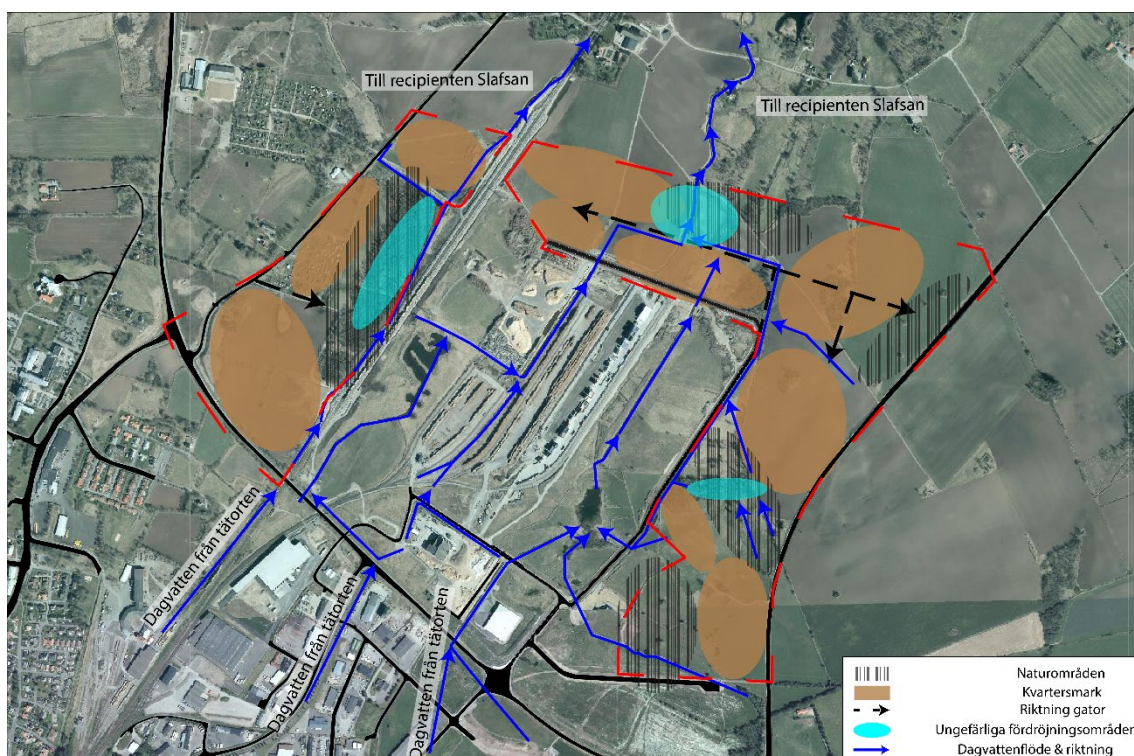 Till recipienten Slafsan
Till recipienten Slafsan
Dagvatten från tätorten
Dagvatten från tätorten
Dagvatten från tätorten
Naturområden
Kvartersmark
Riktning gator
Ungefärliga fördröjningsområden
Dagvattenflöde & riktning